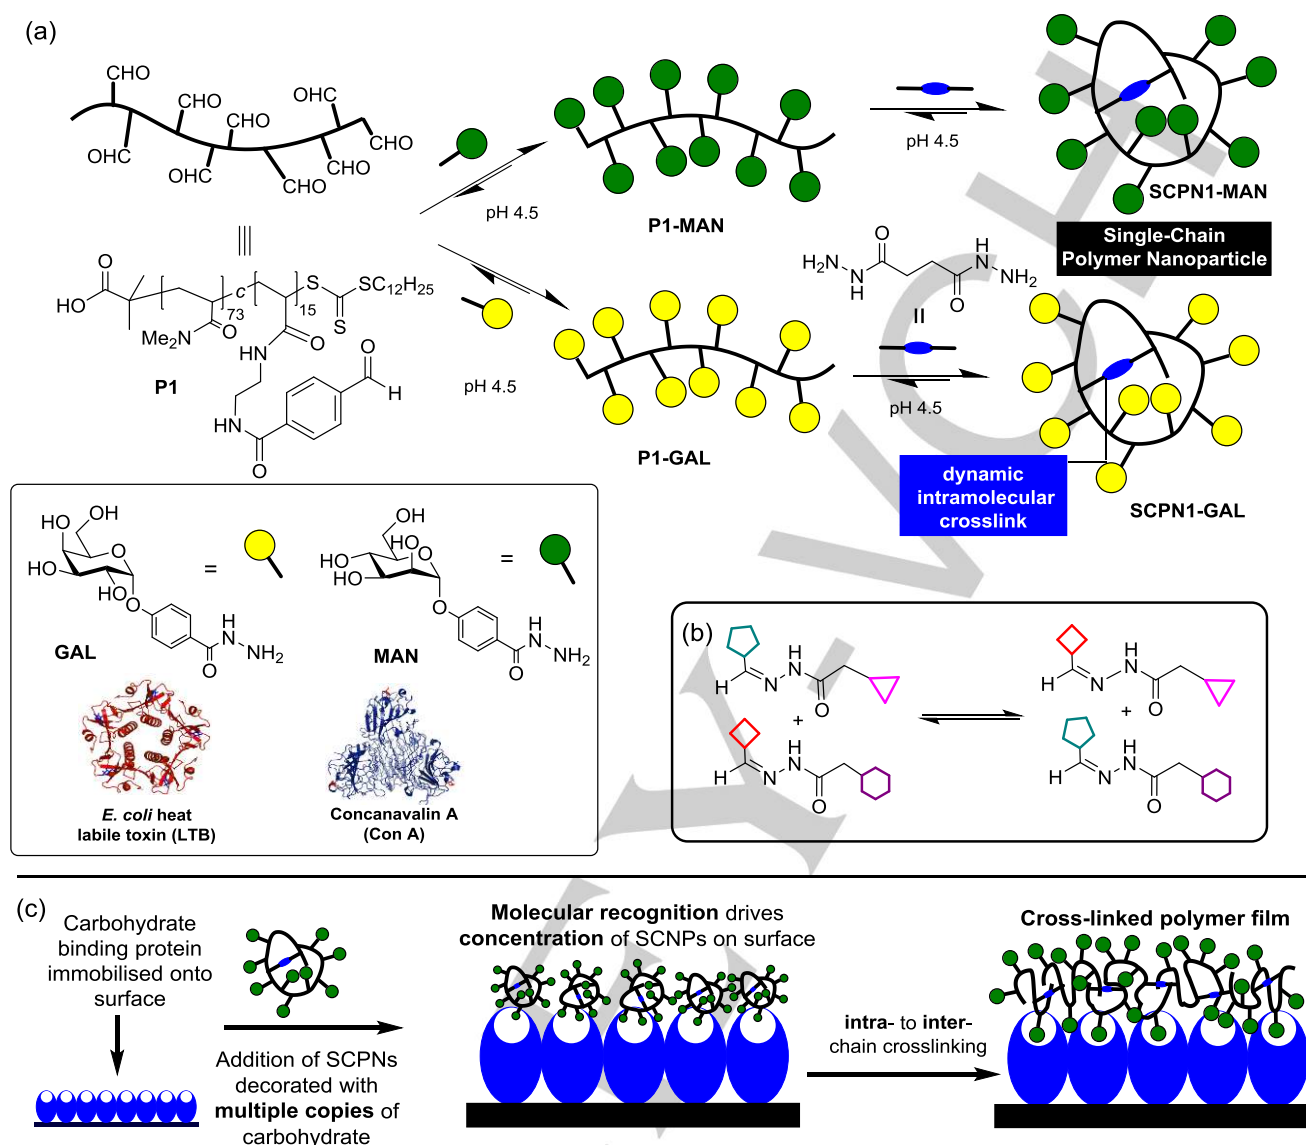 (a)
CHO
CHO
CHO
OHC
OHC
CHO
OHC
CHO
OHC
CHO
pH 4.5
P1-MAN
pH 4.5
SCPN1-MAN
Single-Chain
Polymer Nanoparticle
O
HO
73
c
15
S
S
SC12H25
Me2N
O
HN
O
O
H
NH
O
P1
pH 4.5
P1-GAL
H2N
N
H
O
O
H
N
NH2
=
pH 4.5
dynamic
intramolecular
crosslink
SCPN1-GAL
HO
OH
O
HO
HO
O
O
H
N
NH2
GAL
=
OH
OH
HO
HO
O
O
O
H
N
NH2
MAN
=
E. coli heat
labile toxin (LTB)
Concanavalin A
(Con A)
(b)
H
N
H
N
O
+
H
N
H
N
O
H
N
H
N
O
+
H
N
H
N
O
(c)
Carbohydrate
binding protein
immobilised onto
surface
Addition of SCPNs
decorated with
multiple copies of
carbohydrate
Molecular recognition drives
concentration of SCNPs on surface
intra- to inter-
chain crosslinking
Cross-linked polymer film